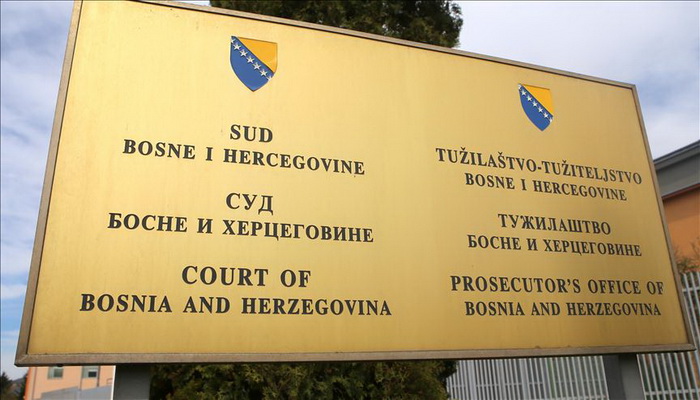 SUD
BOSNE I HERCEGOVINE
СУД
БОСНЕ И ХЕРЦЕГОВИНЕ
COURT OF
BOSNIA AND HERZEGOVINA
TUŽILAŠTVO-TUŽITELJSTVO
BOSNE I HERCEGOVINE
ТУЖИЛАШТВО
БОСНЕ И ХЕРЦЕГОВИНЕ
PROSECUTOR'S OFFICE OF
BOSNIA AND HERZEGOVINA